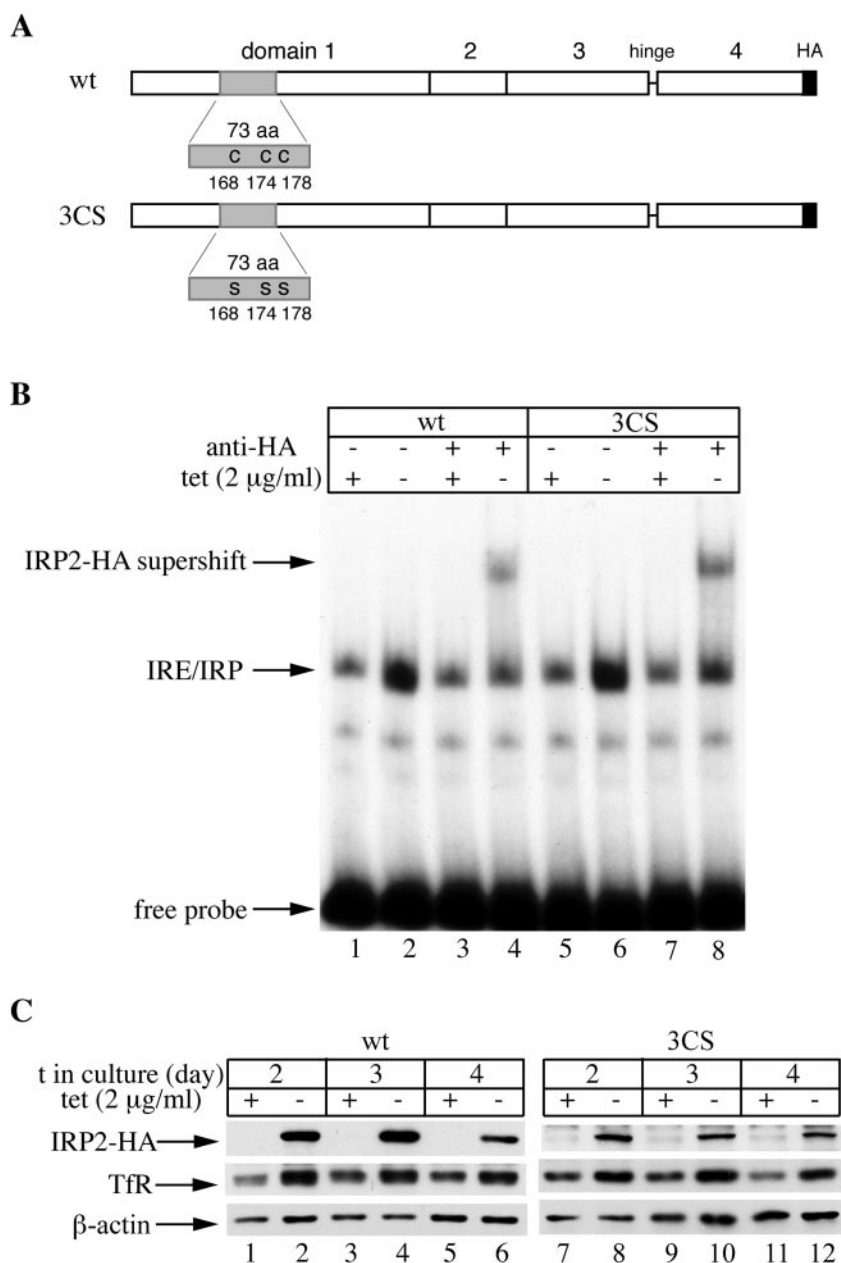 A
domain 1 2 3 hinge 4 HA
wt
73 aa
C C C
168 174 178
3CS
73 aa
S S S
168 174 178
B
wt 3CS
anti-HA - - + + - - + +
tet (2 µg/ml) + - + - + - + -
IRP2-HA supershift
IRE/IRP
free probe
1 2 3 4 5 6 7 8
C
wt 3CS
t in culture (day) 2 3 4 2 3 4
tet (2 µg/ml) + - + - + - + - + - + -
IRP2-HA
TfR
β-actin
1 2 3 4 5 6 7 8 9 10 11 12